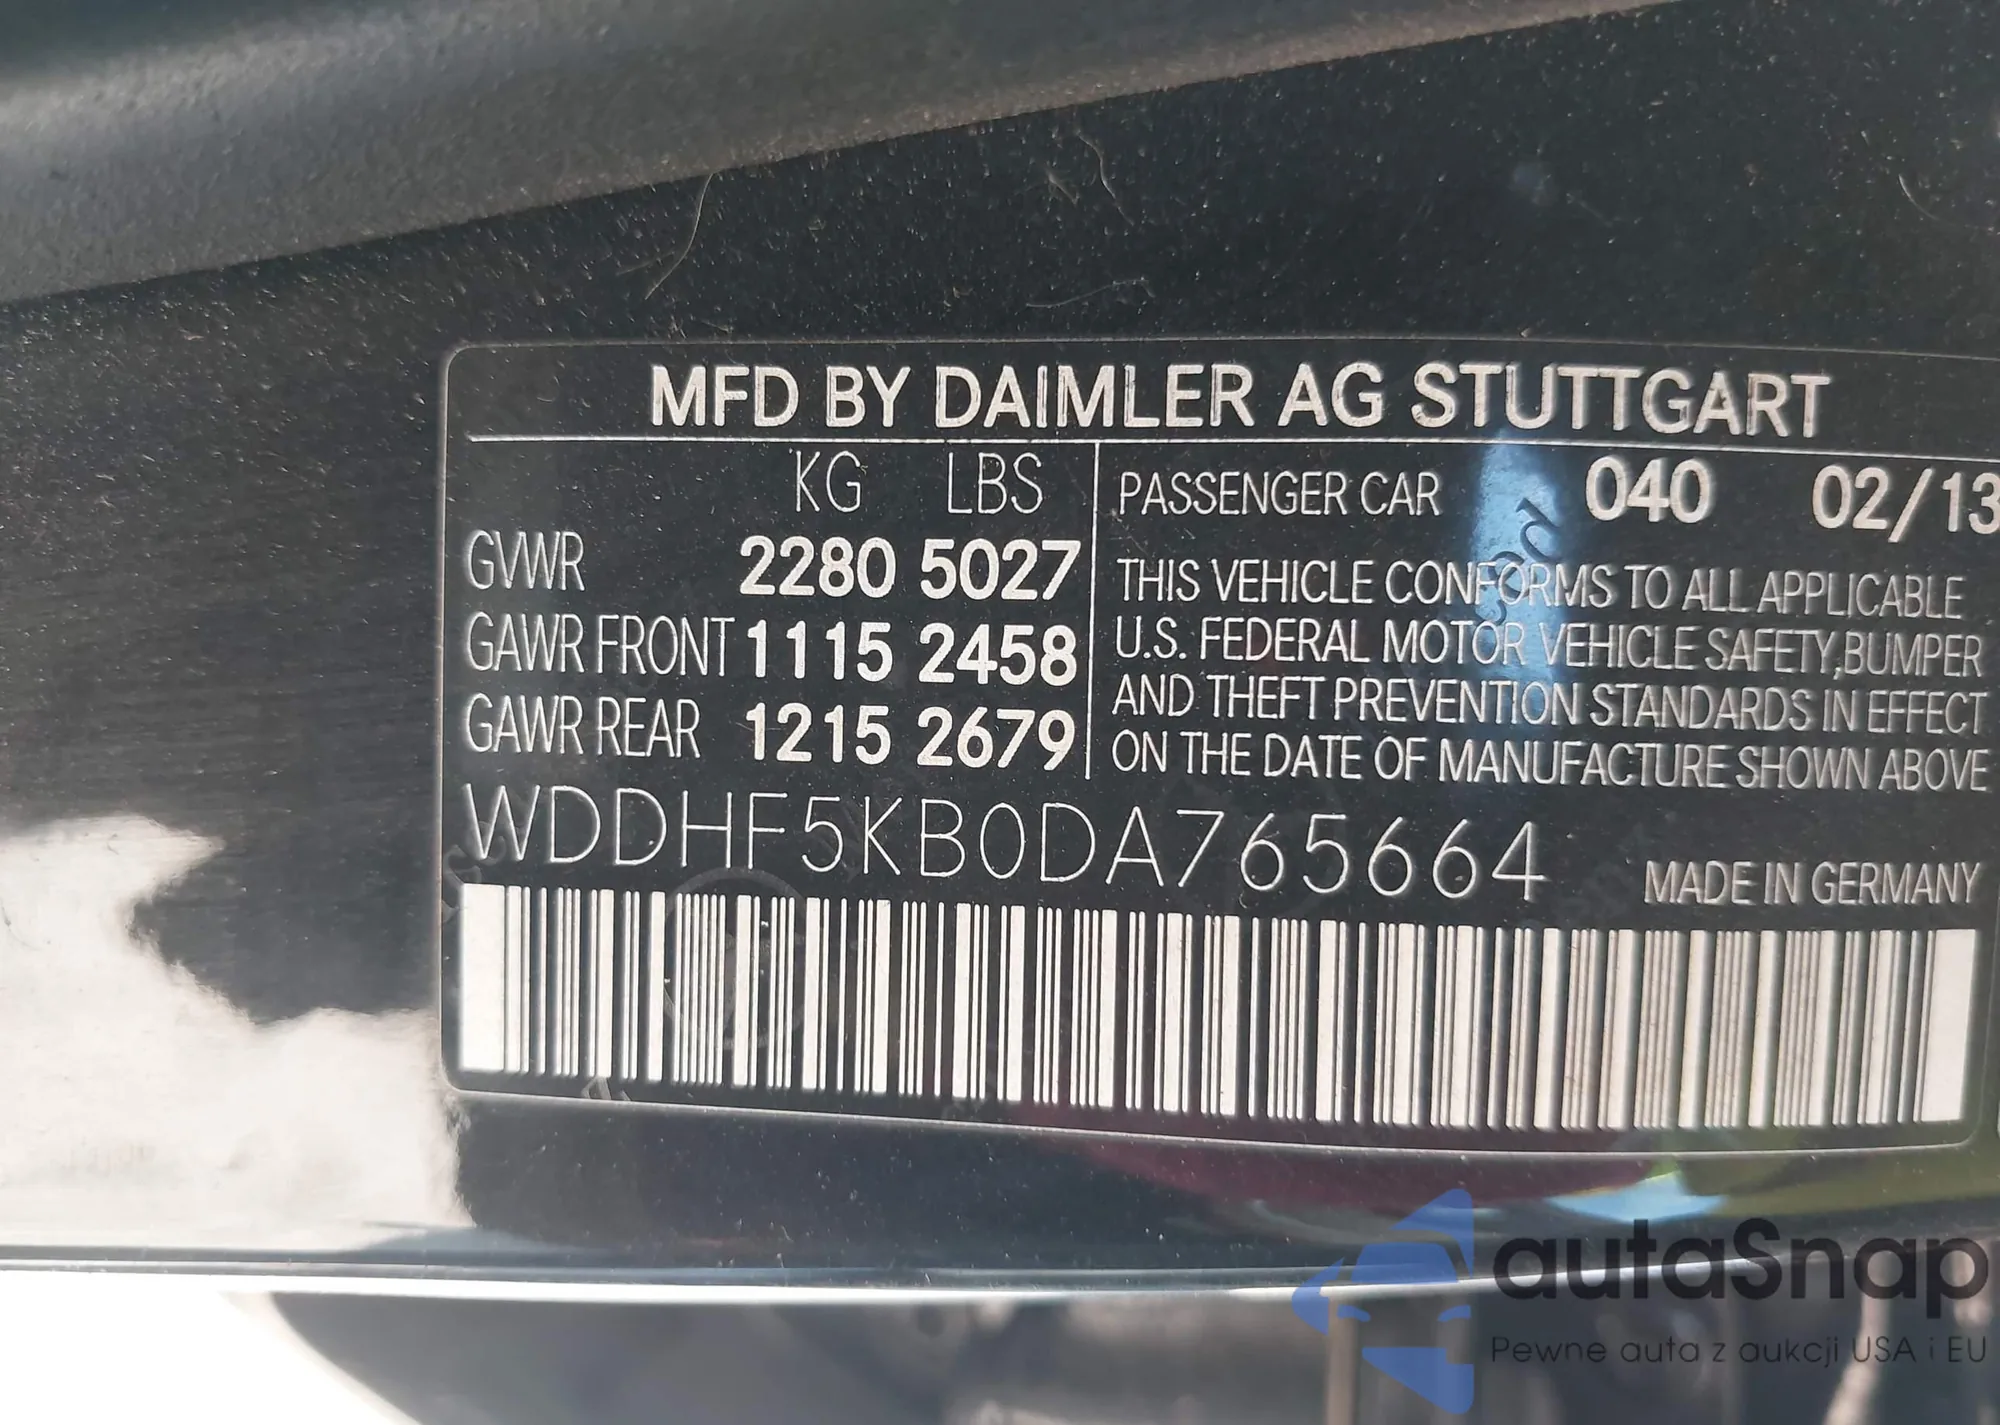 MFD BY DAIMLER AG STUTTGART
KG LBS
GVWR 2280 5027
GAWR FRONT 1115 2458
GAWR REAR 1215 2679
PASSENGER CAR 040 02/13
THIS VEHICLE CONFORMS TO ALL APPLICABLE
U.S. FEDERAL MOTOR VEHICLE SAFETY,BUMPER
AND THEFT PREVENTION STANDARDS IN EFFECT
ON THE DATE OF MANUFACTURE SHOWN ABOVE
WDDHF5KB0DA765664
MADE IN GERMANY
autaSnap
Pewne auta z aukcji USA i EU